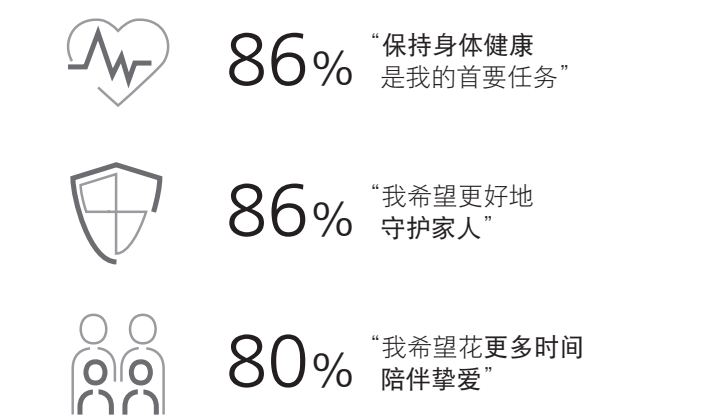 86% “保持身体健康
是我的首要任务”
86% “我希望更好地
守护家人”
80% “我希望花更多时间
陪伴挚爱”